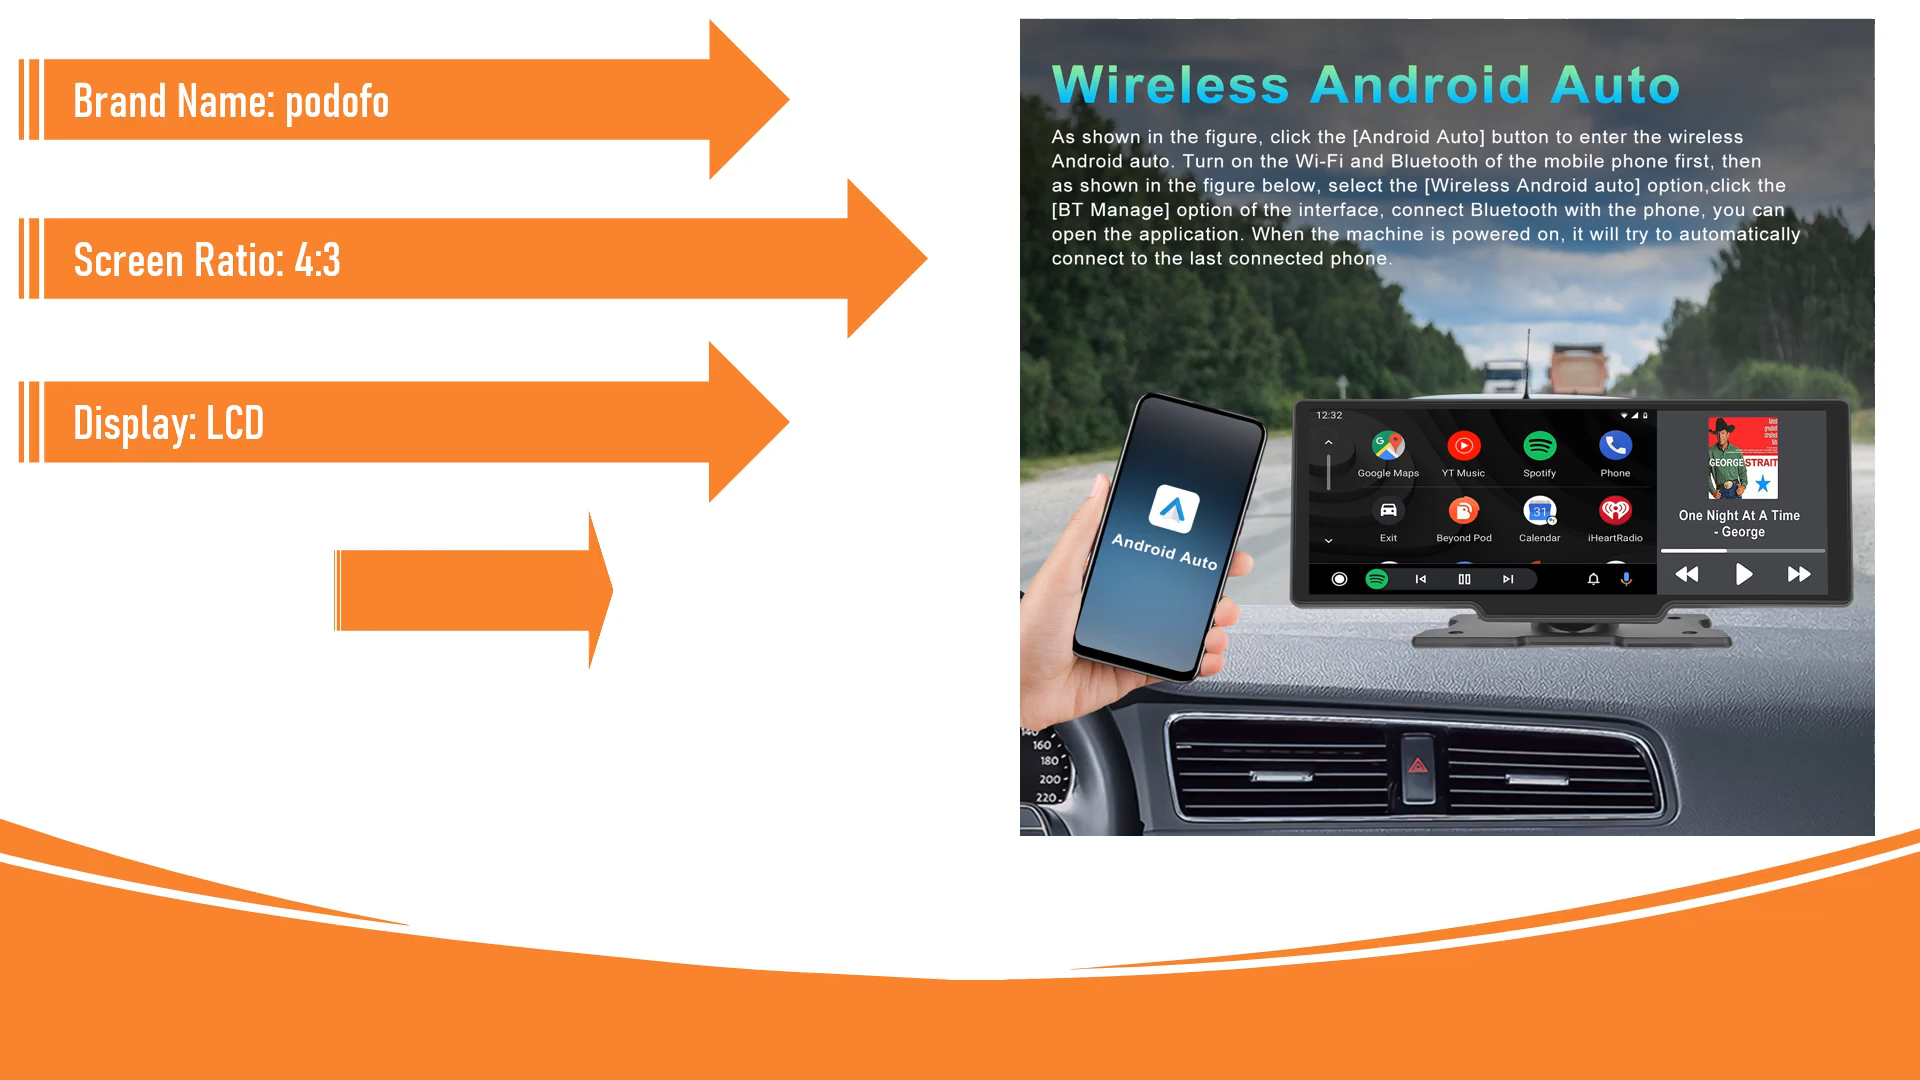 Brand Name: podofo
Screen Ratio: 4:3
Display: LCD
Wireless Android Auto
As shown in the figure, click the [Android Auto] button to enter the wireless
Android auto. Turn on the Wi-Fi and Bluetooth of the mobile phone first, then
as shown in the figure below, select the [Wireless Android auto] option,click the
[BT Manage] option of the interface, connect Bluetooth with the phone, you can
open the application. When the machine is powered on, it will try to automatically
connect to the last connected phone.
Android Auto
12:32
Google Maps YT Music Spotify Phone
31
Exit Beyond Pod Calendar iHeartRadio
GEORGE STRAIT
One Night At A Time
- George
140
160
180
200
220